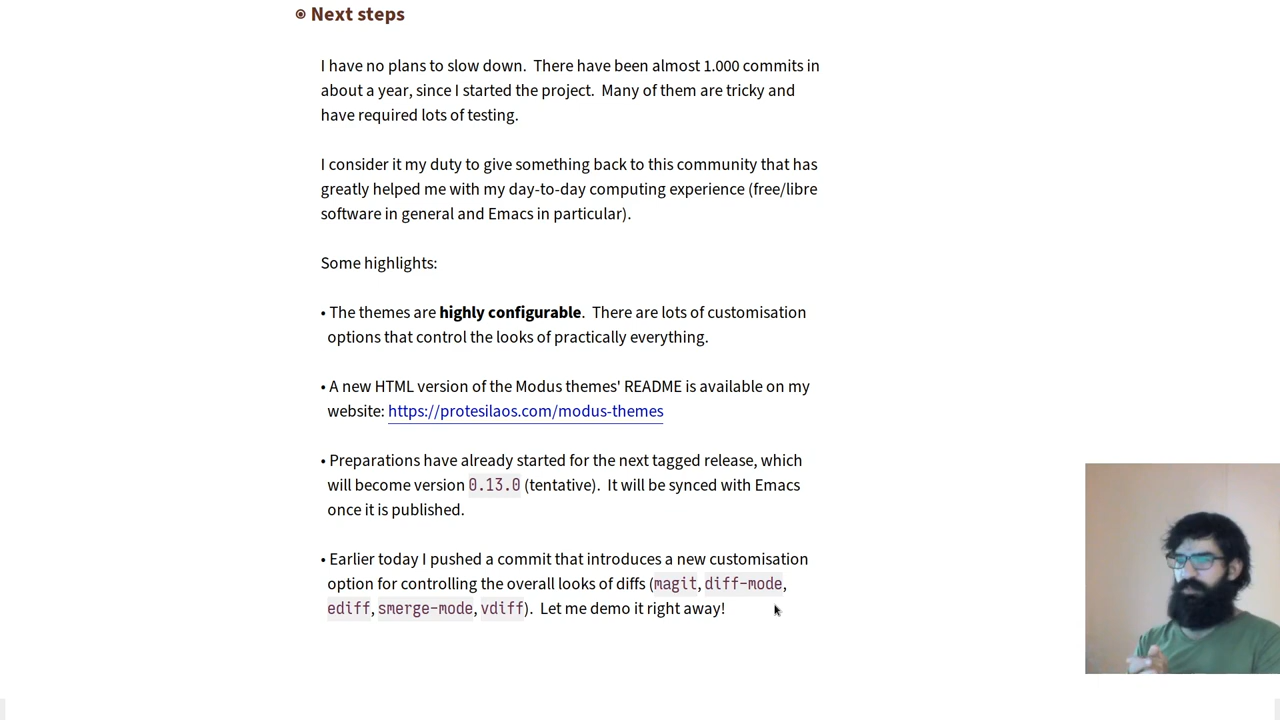 Next steps
I have no plans to slow down. There have been almost 1.000 commits in
about a year, since I started the project. Many of them are tricky and
have required lots of testing.
I consider it my duty to give something back to this community that has
greatly helped me with my day-to-day computing experience (free/libre
software in general and Emacs in particular).
Some highlights:
• The themes are highly configurable. There are lots of customisation
options that control the looks of practically everything.
• A new HTML version of the Modus themes' README is available on my
website: https://protesilaos.com/modus-themes
• Preparations have already started for the next tagged release, which
will become version 0.13.0 (tentative). It will be synced with Emacs
once it is published.
• Earlier today I pushed a commit that introduces a new customisation
option for controlling the overall looks of diffs (magit, diff-mode,
ediff, smerge-mode, vdiff). Let me demo it right away!